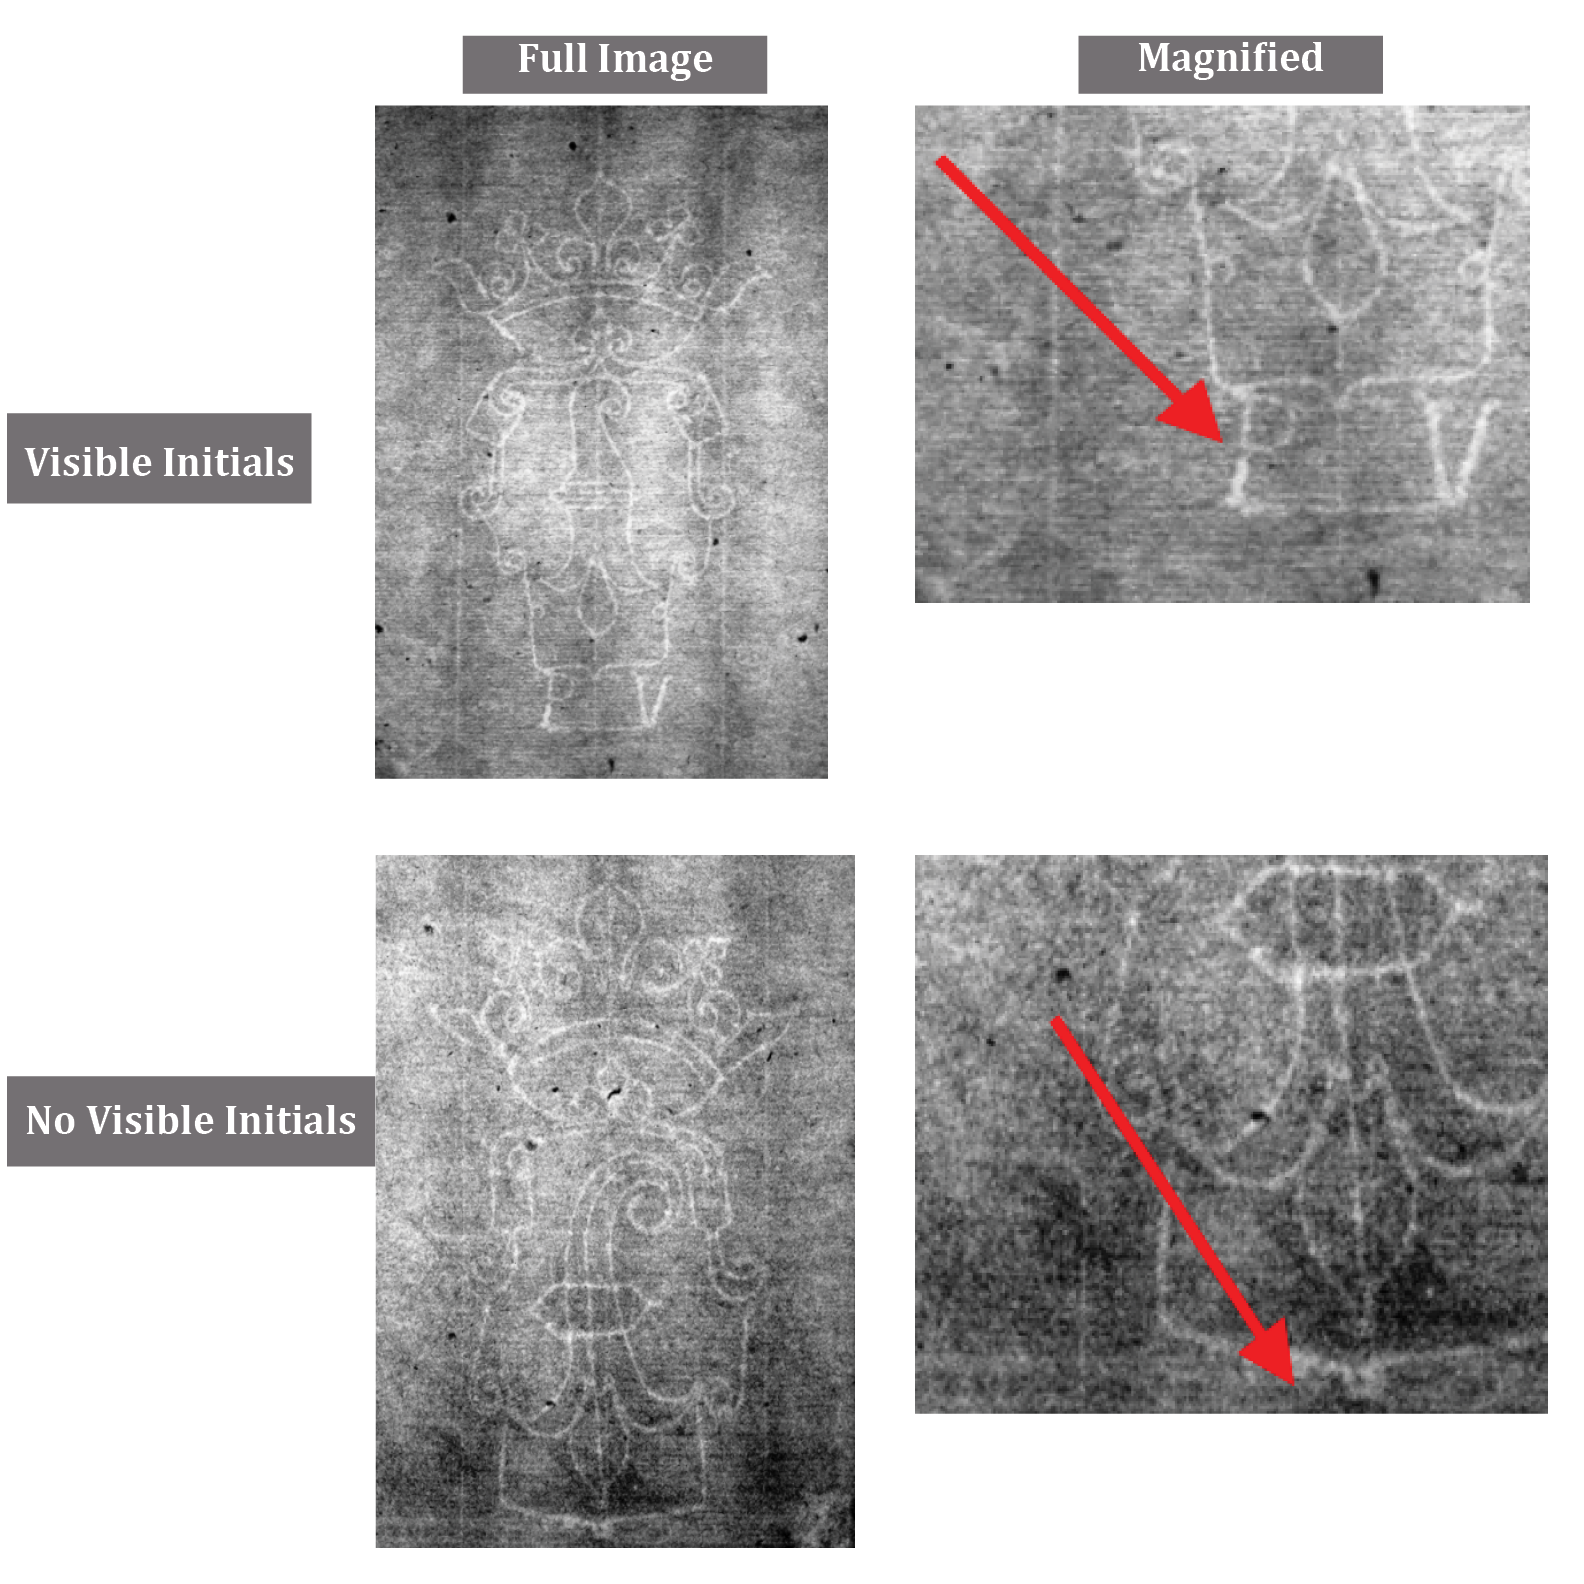 Full Image
Magnified
Visible Initials
P V
P V
No Visible Initials